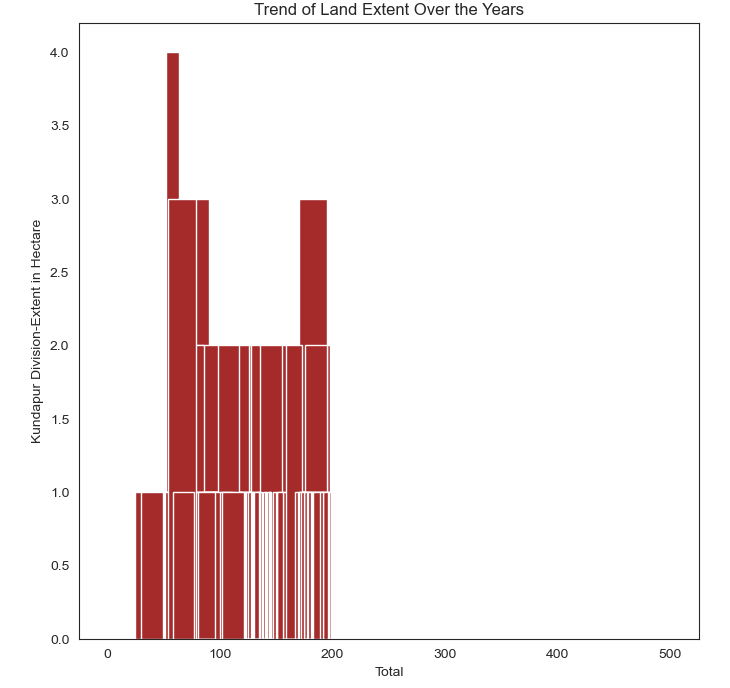 Trend of Land Extent Over the Years
Kundapur Division-Extent in Hectare
4.0
3.5
3.0
2.5
2.0
1.5
1.0
0.5
0.0
0 100 200 300 400 500
Total